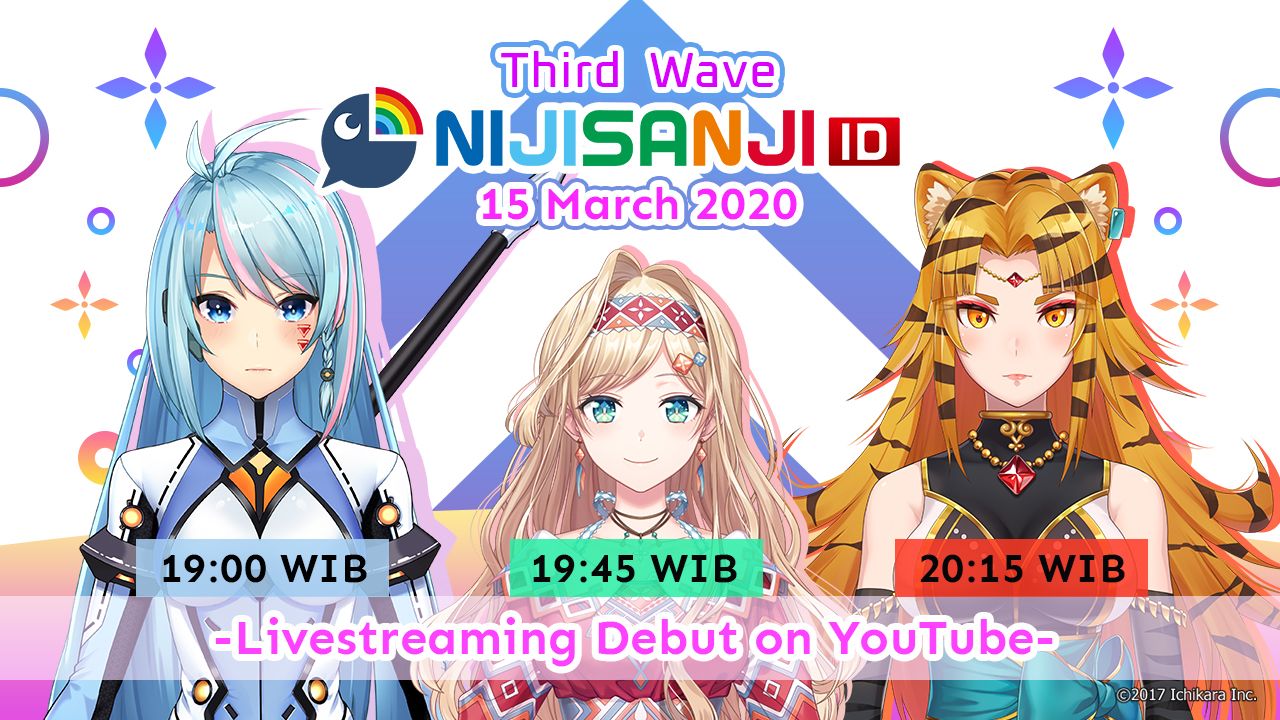 Third Wave
NIJISANJI ID
15 March 2020
19:00 WIB
19:45 WIB
20:15 WIB
-Livestreaming Debut on YouTube-
©2017 Ichikara Inc.